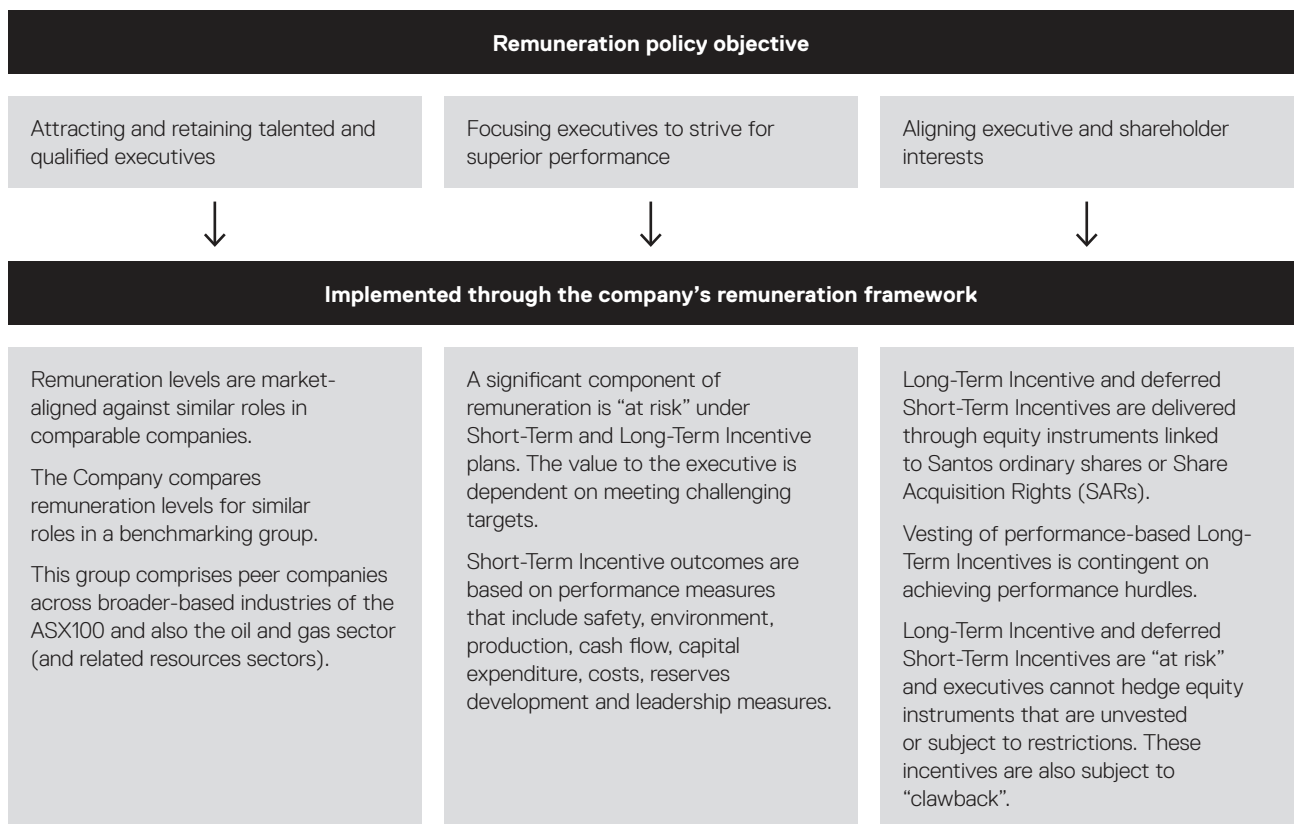 Remuneration policy objective
Attracting and retaining talented and
qualified executives
Focusing executives to strive for
superior performance
Aligning executive and shareholder
interests
Implemented through the company's remuneration framework
Remuneration levels are market-
aligned against similar roles in
comparable companies.
The Company compares
remuneration levels for similar
roles in a benchmarking group.
This group comprises peer companies
across broader-based industries of the
ASX100 and also the oil and gas sector
(and related resources sectors).
A significant component of
remuneration is “at risk” under
Short-Term and Long-Term Incentive
plans. The value to the executive is
dependent on meeting challenging
targets.
Short-Term Incentive outcomes are
based on performance measures
that include safety, environment,
production, cash flow, capital
expenditure, costs, reserves
development and leadership measures.
Long-Term Incentive and deferred
Short-Term Incentives are delivered
through equity instruments linked
to Santos ordinary shares or Share
Acquisition Rights (SARs).
Vesting of performance-based Long-
Term Incentives is contingent on
achieving performance hurdles.
Long-Term Incentive and deferred
Short-Term Incentives are “at risk”
and executives cannot hedge equity
instruments that are unvested
or subject to restrictions. These
incentives are also subject to
“clawback”.